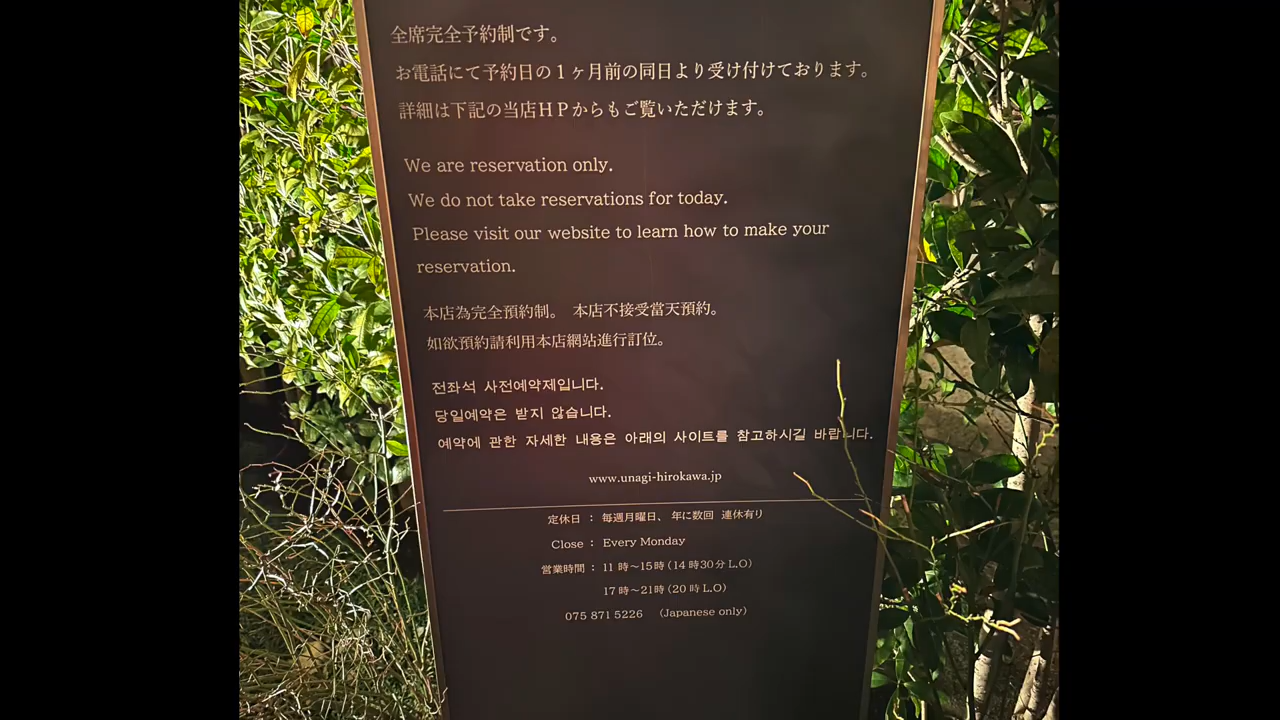 全席完全予約制です。
お電話にて予約日の１ヶ月前の同日より受け付けております。
詳細は下記の当店ＨＰからもご覧いただけます。
We are reservation only.
We do not take reservations for today.
Please visit our website to learn how to make your
reservation.
本店為完全預約制。 本店不接受當天預約。
如欲預約請利用本店網站進行訂位。
전좌석 사전예약제입니다.
당일예약은 받지 않습니다.
예약에 관한 자세한 내용은 아래의 사이트를 참고하시길 바랍니다.
www.unagi-hirokawa.jp
定休日 ： 毎週月曜日、年に数回 連休有り
Close ： Every Monday
営業時間 ： 11 時〜15時（14 時30分 L.O）
17 時〜21時（20 時 L.O）
075 871 5226 （Japanese only）